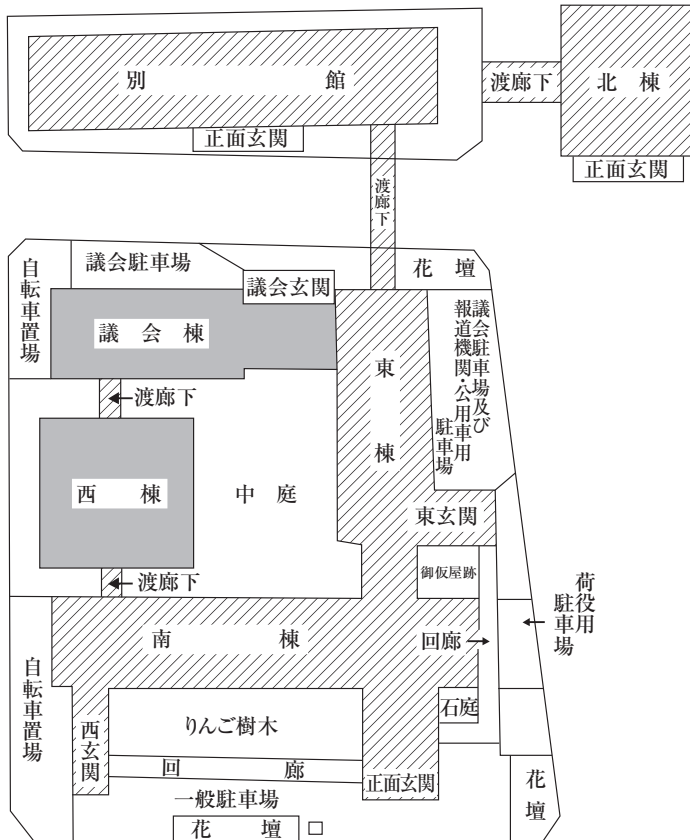 別館
渡廊下
北棟
正面玄関
正面玄関
渡廊下
自転車置場
議会駐車場
議会玄関
花壇
議会棟
東棟
議会駐車場及び
報道機関・公用車用
駐車場
渡廊下
西棟
中庭
東玄関
渡廊下
御仮屋跡
荷役用
駐車場
南棟
回廊
自転車置場
西玄関
りんご樹木
石庭
回廊
正面玄関
花壇
一般駐車場
花壇